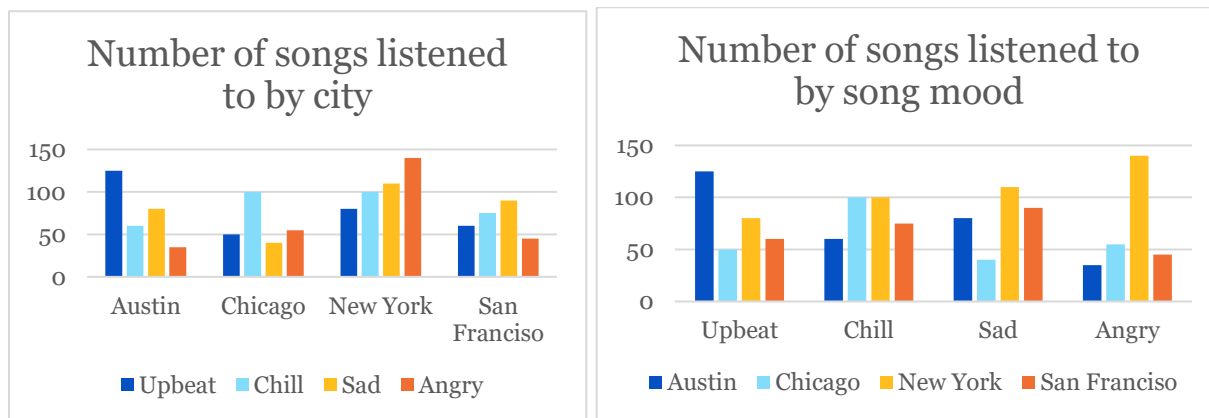 Number of songs listened
to by city
150
100
50
0
Austin Chicago New York San
Franciso
Upbeat Chill Sad Angry
Number of songs listened to
by song mood
150
100
50
0
Upbeat Chill Sad Angry
Austin Chicago New York San Franciso